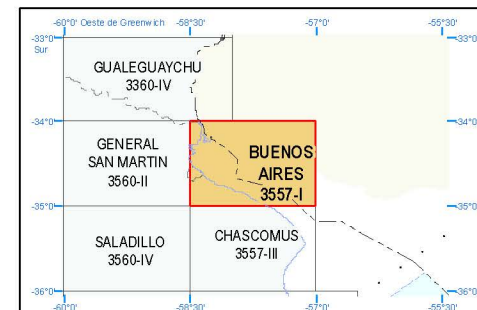 -60°0' Oeste de Greenwich -58°30' -57°0' -55°30'
-33°0' -33°0'
Sur
GUALEGUAYCHU
3360-IV
-34°0' -34°0'
GENERAL
SAN MARTIN
3560-II
BUENOS
AIRES
3557-I
-35°0' -35°0'
SALADILLO
3560-IV
CHASCOMUS
3557-III
-36°0' -36°0'
-60°0' -58°30' -57°0' -55°30'